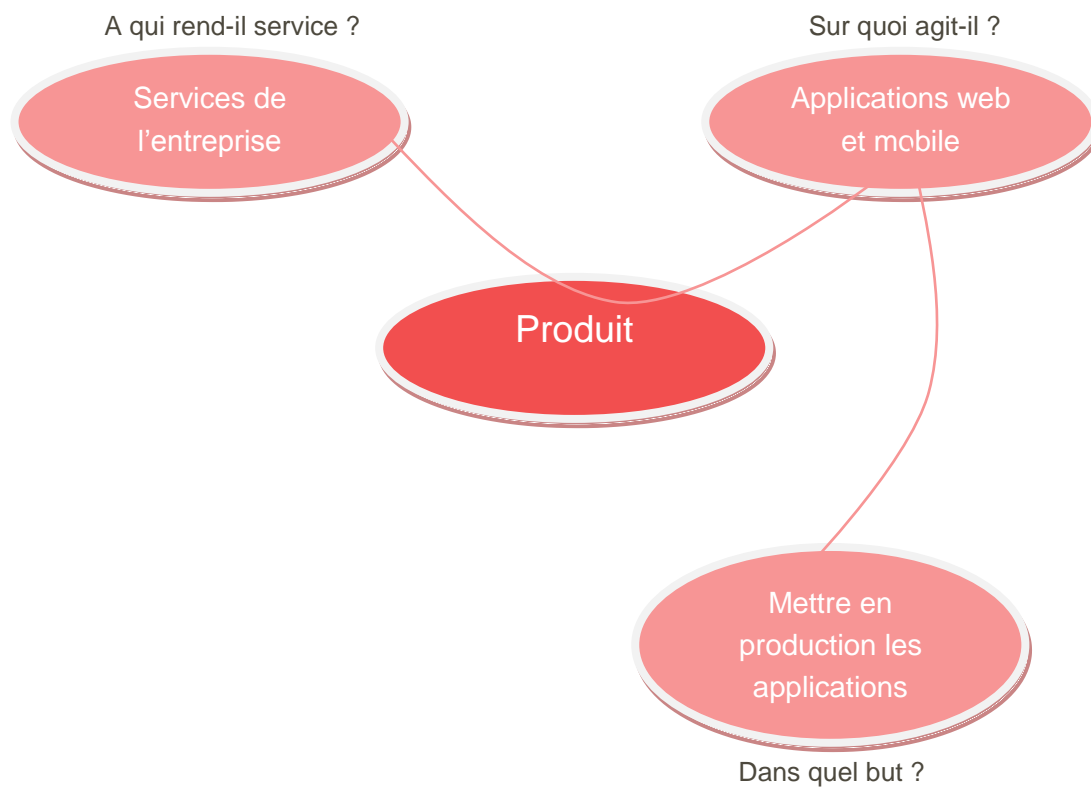 A qui rend-il service ?
Sur quoi agit-il ?
Services de
l’entreprise
Applications web
et mobile
Produit
Mettre en
production les
applications
Dans quel but ?